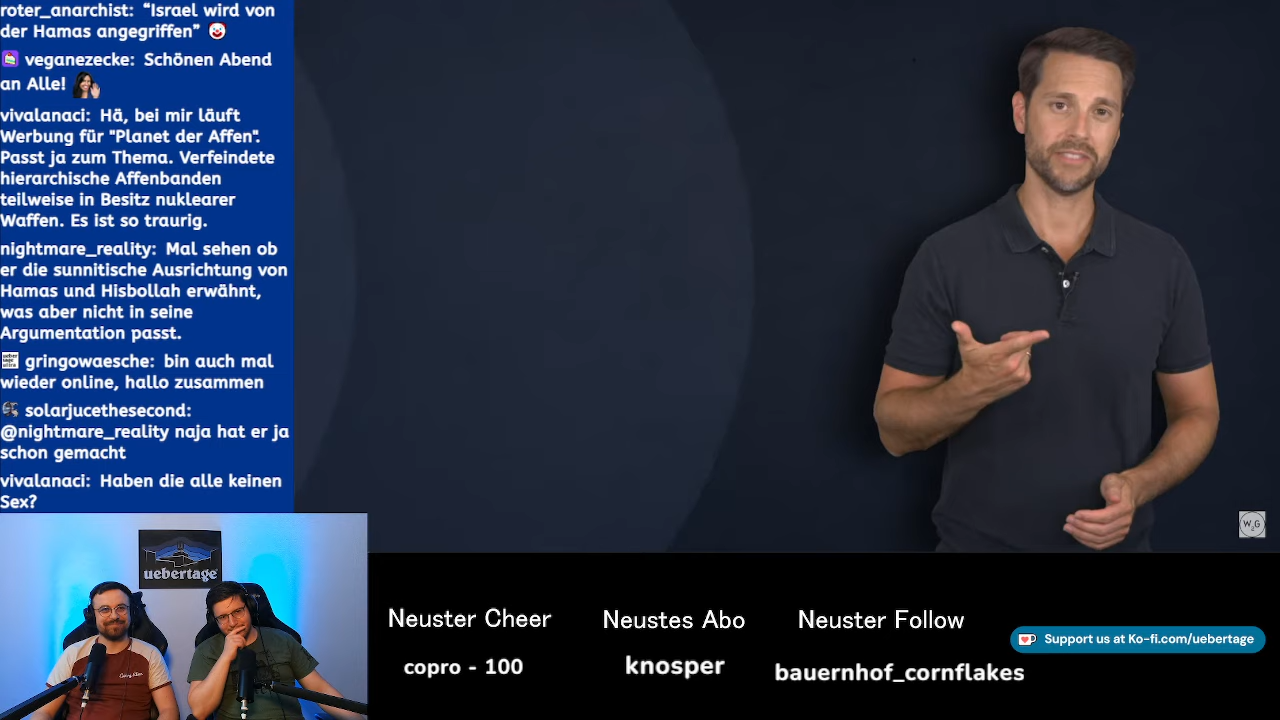 roter_anarchist: “Israel wird von
der Hamas angegriffen”
veganezecke: Schönen Abend
an Alle!
vivalanaci: Hä, bei mir läuft
Werbung für "Planet der Affen".
Passt ja zum Thema. Verfeindete
hierarchische Affenbanden
teilweise in Besitz nuklearer
Waffen. Es ist so traurig.
nightmare_reality: Mal sehen ob
er die sunnitische Ausrichtung von
Hamas und Hisbollah erwähnt,
was aber nicht in seine
Argumentation passt.
gringowaesche: bin auch mal
wieder online, hallo zusammen
solarjucethesecond:
@nightmare_reality naja hat er ja
schon gemacht
vivalanaci: Haben die alle keinen
Sex?
W2G
uebertage
Neuster Cheer
copro - 100
Neustes Abo
knosper
Neuster Follow
bauernhof_cornflakes
Support us at Ko-fi.com/uebertage